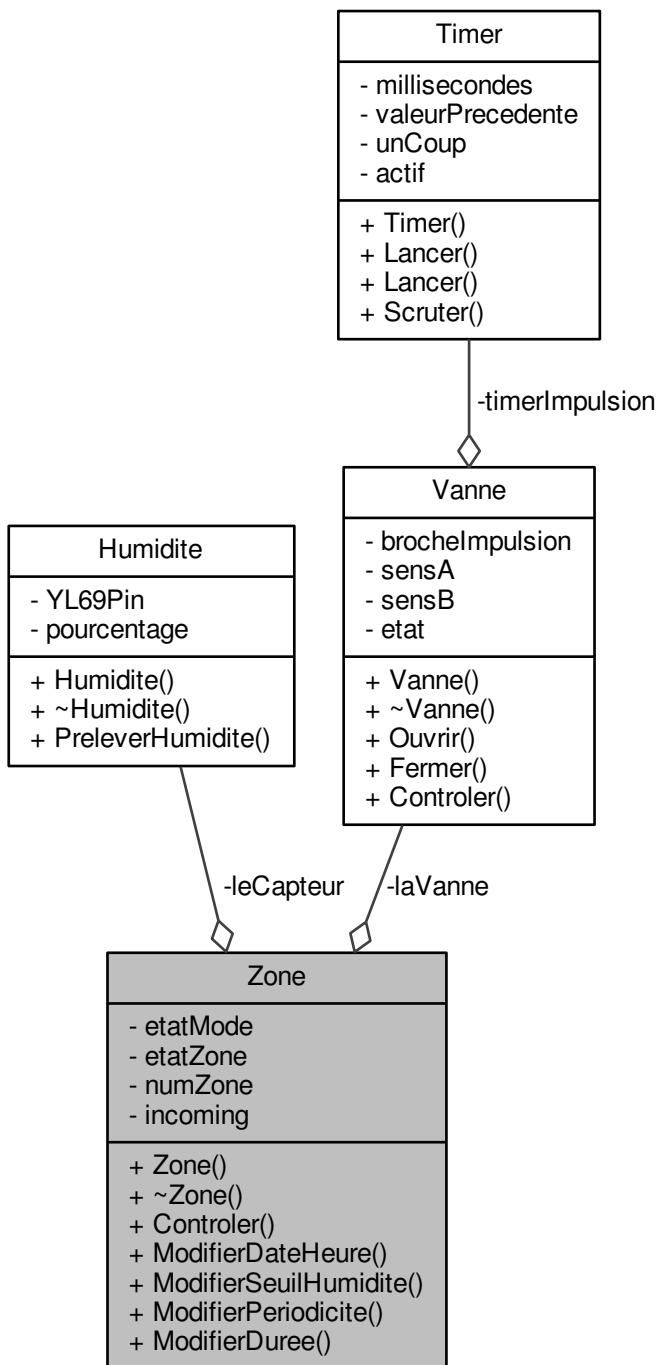 Timer
- millisecondes
- valeurPrecedente
- unCoup
- actif
+ Timer()
+ Lancer()
+ Lancer()
+ Scruter()
-timerImpulsion
Vanne
- brocheImpulsion
- sensA
- sensB
- etat
+ Vanne()
+ ~Vanne()
+ Ouvrir()
+ Fermer()
+ Controler()
Humidite
- YL69Pin
- pourcentage
+ Humidite()
+ ~Humidite()
+ PreleverHumidite()
-leCapteur
-laVanne
Zone
- etatMode
- etatZone
- numZone
- incoming
+ Zone()
+ ~Zone()
+ Controler()
+ ModifierDateHeure()
+ ModifierSeuilHumidite()
+ ModifierPeriodicite()
+ ModifierDuree()